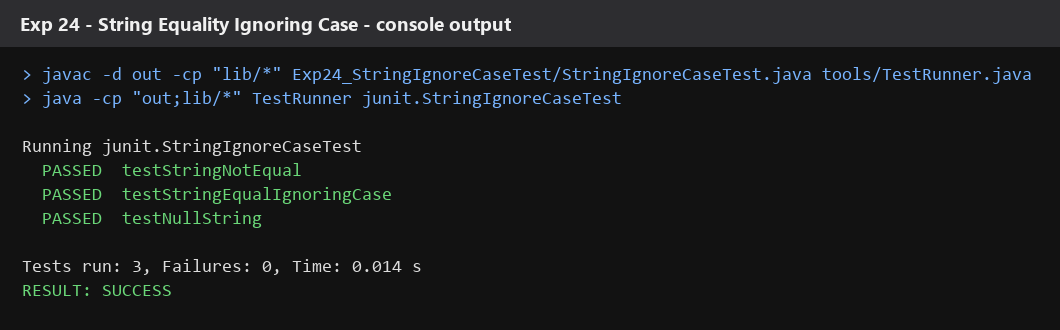 Exp 24 - String Equality Ignoring Case - console output
> javac -d out -cp "lib/*" Exp24_StringIgnoreCaseTest/StringIgnoreCaseTest.java tools/TestRunner.java
> java -cp "out;lib/*" TestRunner junit.StringIgnoreCaseTest
Running junit.StringIgnoreCaseTest
PASSED testStringNotEqual
PASSED testStringEqualIgnoringCase
PASSED testNullString
Tests run: 3, Failures: 0, Time: 0.014 s
RESULT: SUCCESS